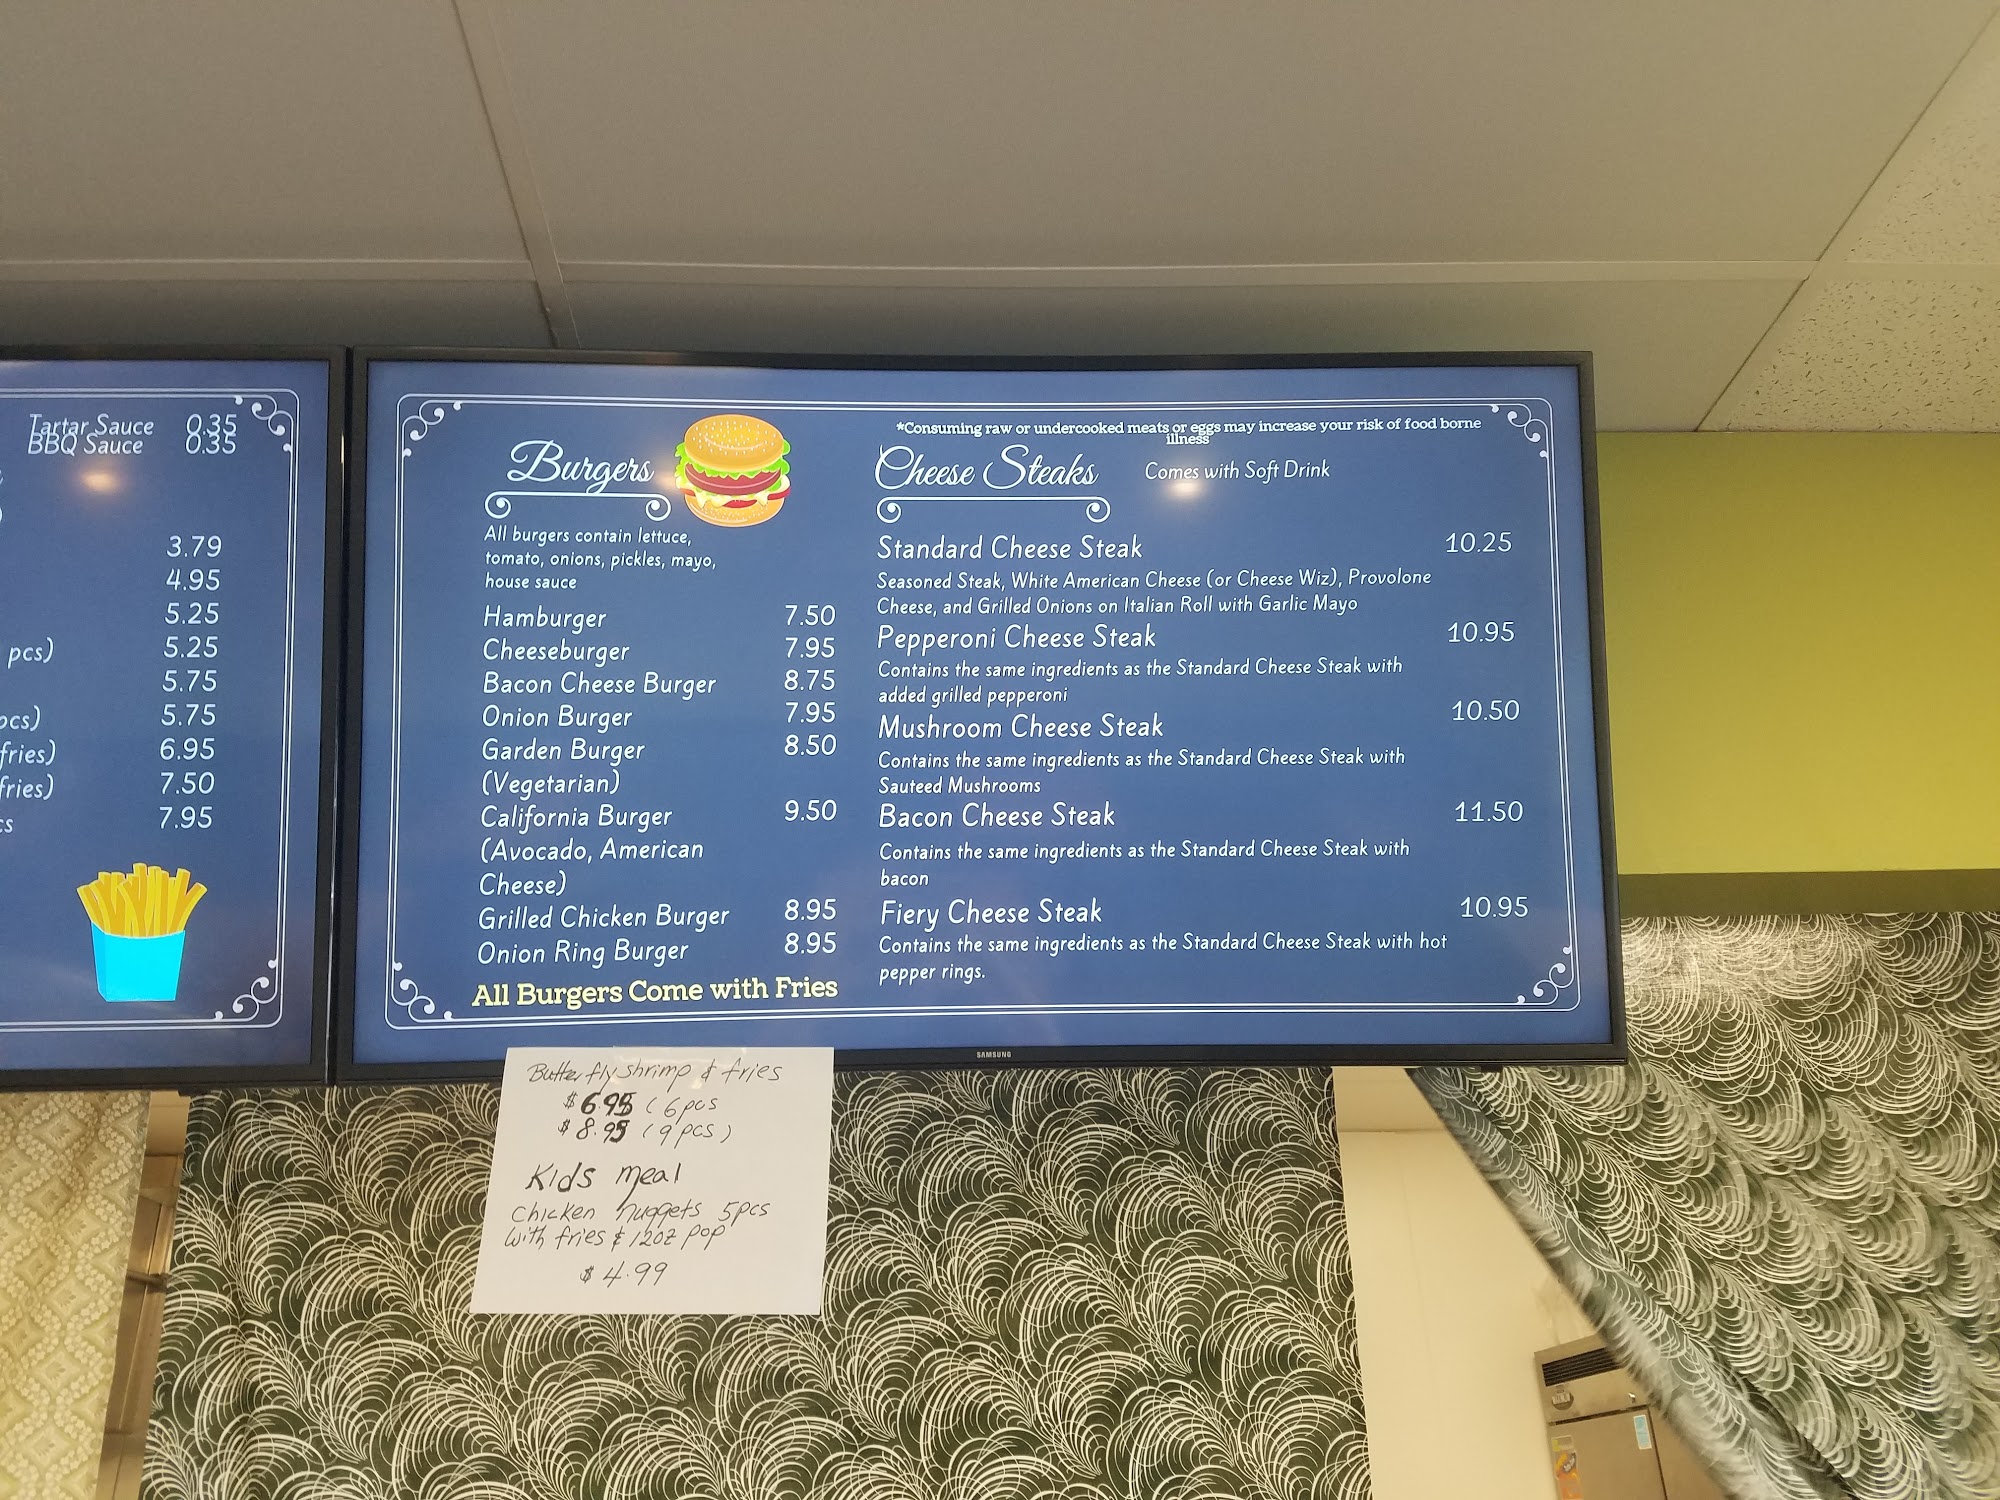 Tartar Sauce 0.35
BBQ Sauce 0.35
3.79
4.95
5.25
pcs) 5.25
5.75
pcs) 5.75
fries) 6.95
fries) 7.50
7.95
Burgers
All burgers contain lettuce,
tomato, onions, pickles, mayo,
house sauce
Hamburger 7.50
Cheeseburger 7.95
Bacon Cheese Burger 8.75
Onion Burger 7.95
Garden Burger 8.50
(Vegetarian)
California Burger 9.50
(Avocado, American
Cheese)
Grilled Chicken Burger 8.95
Onion Ring Burger 8.95
All Burgers Come with Fries
*Consuming raw or undercooked meats or eggs may increase your risk of food borne
illness
Cheese Steaks Comes with Soft Drink
Standard Cheese Steak 10.25
Seasoned Steak, White American Cheese (or Cheese Wiz), Provolone
Cheese, and Grilled Onions on Italian Roll with Garlic Mayo
Pepperoni Cheese Steak 10.95
Contains the same ingredients as the Standard Cheese Steak with
added grilled pepperoni
Mushroom Cheese Steak 10.50
Contains the same ingredients as the Standard Cheese Steak with
Sauteed Mushrooms
Bacon Cheese Steak 11.50
Contains the same ingredients as the Standard Cheese Steak with
bacon
Fiery Cheese Steak 10.95
Contains the same ingredients as the Standard Cheese Steak with hot
pepper rings.
SAMSUNG
Butterfly shrimp & fries
$6.95 (6pcs
$8.95 (9pcs)
Kids meal
Chicken nuggets 5pcs
with fries & 12oz pop
$4.99